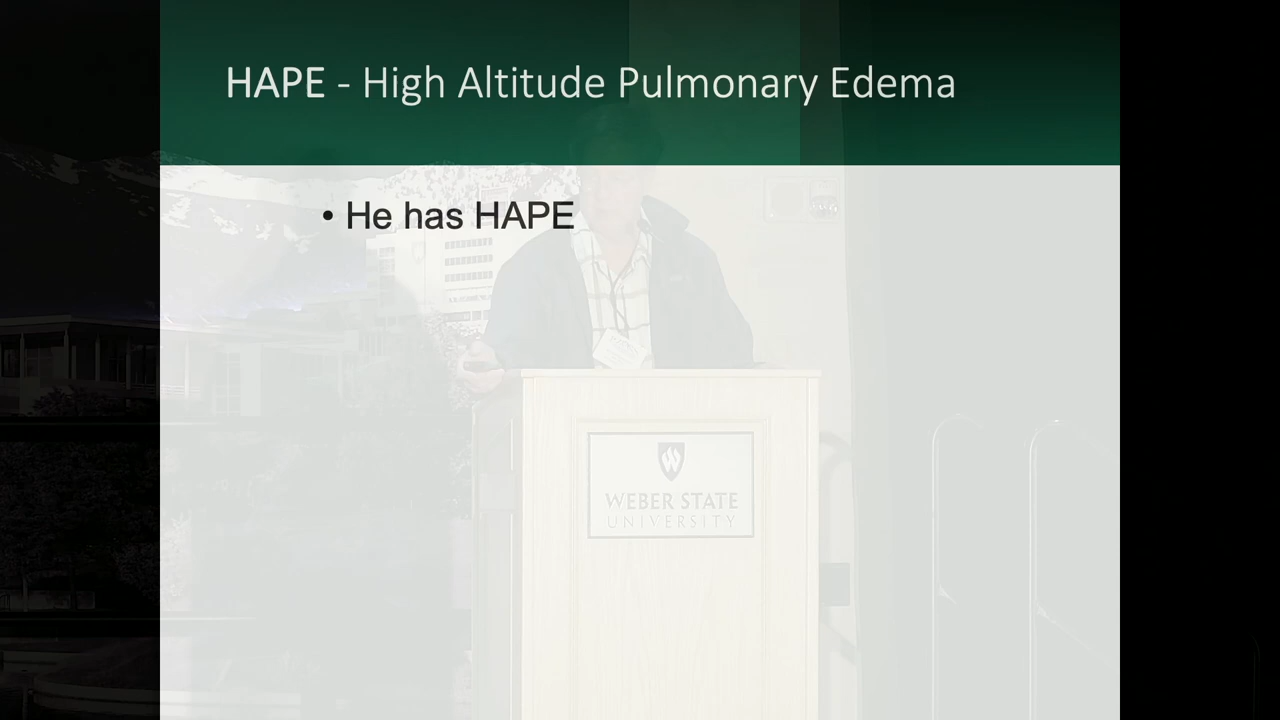 HAPE - High Altitude Pulmonary Edema
• He has HAPE
WEBER STATE
UNIVERSITY